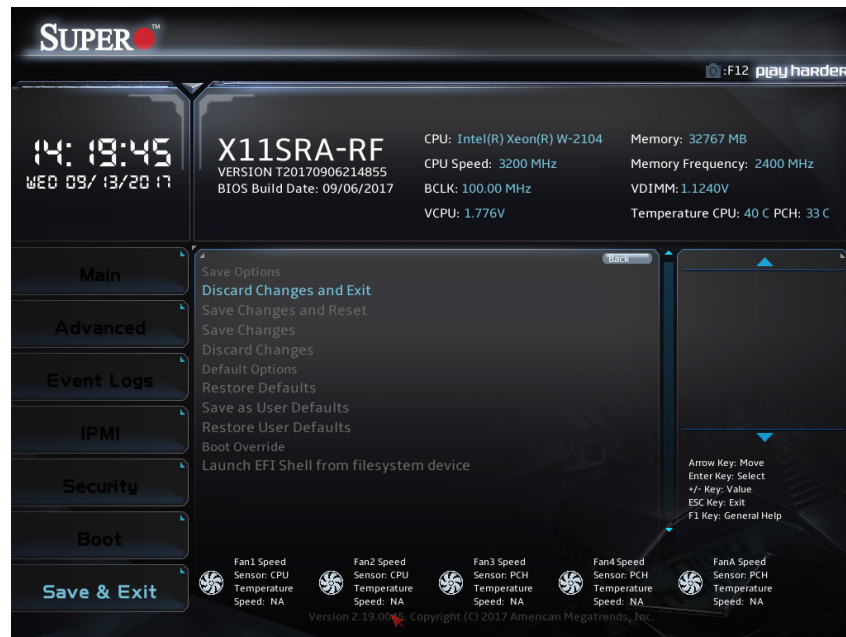 SUPER™
:F12 play harder
14:19:45
WED 09/13/2017
X11SRA-RF
VERSION T20170906214855
BIOS Build Date: 09/06/2017
CPU: Intel(R) Xeon(R) W-2104
CPU Speed: 3200 MHz
BCLK: 100.00 MHz
VCPU: 1.776V
Memory: 32767 MB
Memory Frequency: 2400 MHz
VDIMM: 1.1240V
Temperature CPU: 40 C PCH: 33 C
Main
Advanced
Event Logs
IPMI
Security
Boot
Save & Exit
Back
Save Options
Discard Changes and Exit
Save Changes and Reset
Save Changes
Discard Changes
Default Options
Restore Defaults
Save as User Defaults
Restore User Defaults
Boot Override
Launch EFI Shell from filesystem device
Arrow Key: Move
Enter Key: Select
+/- Key: Value
ESC Key: Exit
F1 Key: General Help
Fan1 Speed
Sensor: CPU
Temperature
Speed: NA
Fan2 Speed
Sensor: CPU
Temperature
Speed: NA
Fan3 Speed
Sensor: PCH
Temperature
Speed: NA
Fan4 Speed
Sensor: PCH
Temperature
Speed: NA
FanA Speed
Sensor: PCH
Temperature
Speed: NA
Version Copyright (C) 2017 American Megatrends, Inc.